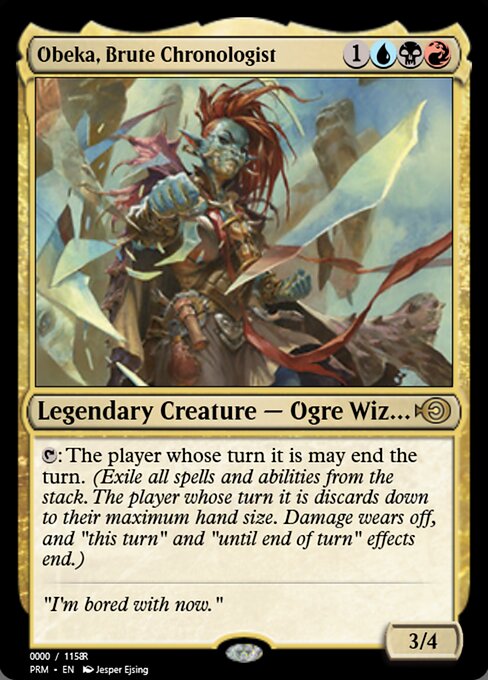 Obeka, Brute Chronologist 1
Legendary Creature — Ogre Wiz...
: The player whose turn it is may end the
turn. (Exile all spells and abilities from the
stack. The player whose turn it is discards down
to their maximum hand size. Damage wears off,
and "this turn" and "until end of turn" effects
end.)
"I'm bored with now."
3/4
0000 / 1158R
PRM • EN Jesper Ejsing